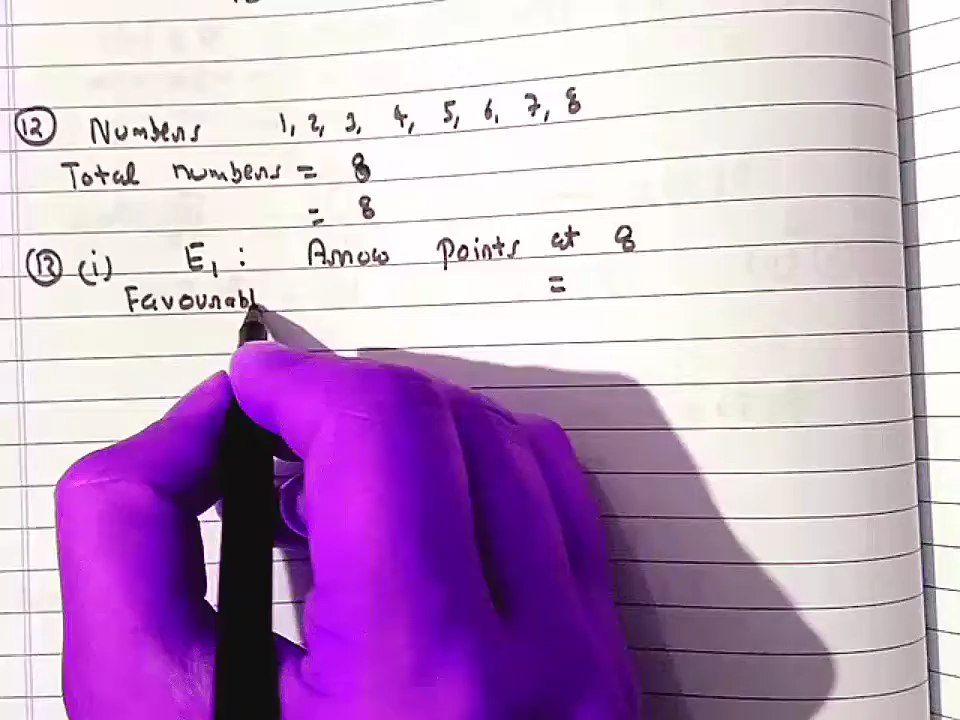 12 Numbers 1, 2, 3, 4, 5, 6, 7, 8
Total numbers = 8
= 8
12 (i) E1 : Arrow Points at 8
Favourabl =